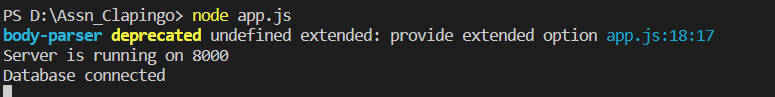 PS D:\Assn_Clapingo> node app.js
body-parser deprecated undefined extended: provide extended option app.js:18:17
Server is running on 8000
Database connected